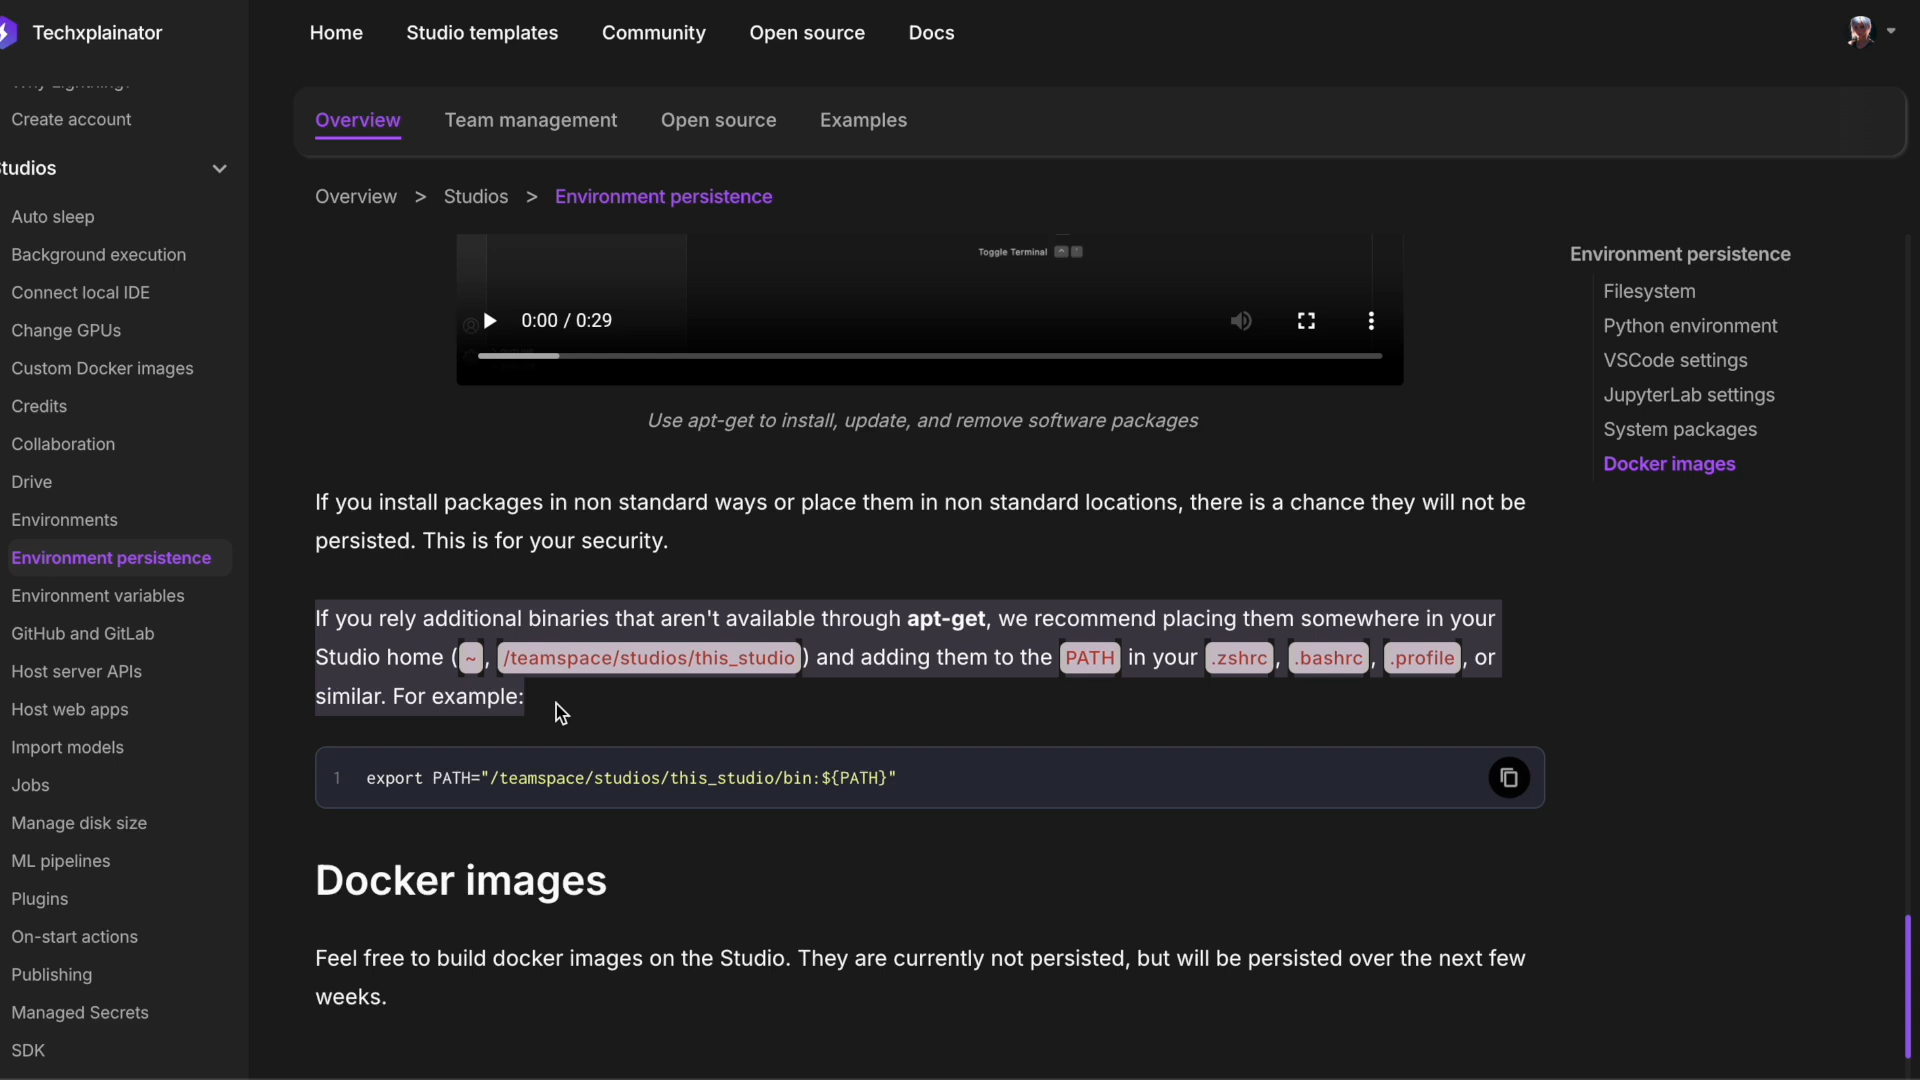 Techxplainator
Home Studio templates Community Open source Docs
Why Lightning?
Create account
Studios
Auto sleep
Background execution
Connect local IDE
Change GPUs
Custom Docker images
Credits
Collaboration
Drive
Environments
Environment persistence
Environment variables
GitHub and GitLab
Host server APIs
Host web apps
Import models
Jobs
Manage disk size
ML pipelines
Plugins
On-start actions
Publishing
Managed Secrets
SDK
Overview Team management Open source Examples
Overview > Studios > Environment persistence
Toggle Terminal
0:00 / 0:29
Use apt-get to install, update, and remove software packages
If you install packages in non standard ways or place them in non standard locations, there is a chance they will not be
persisted. This is for your security.
If you rely additional binaries that aren't available through apt-get, we recommend placing them somewhere in your
Studio home (~, /teamspace/studios/this_studio) and adding them to the PATH in your .zshrc, .bashrc, .profile, or
similar. For example:
1 export PATH="/teamspace/studios/this_studio/bin:${PATH}"
Docker images
Feel free to build docker images on the Studio. They are currently not persisted, but will be persisted over the next few
weeks.
Environment persistence
Filesystem
Python environment
VSCode settings
JupyterLab settings
System packages
Docker images